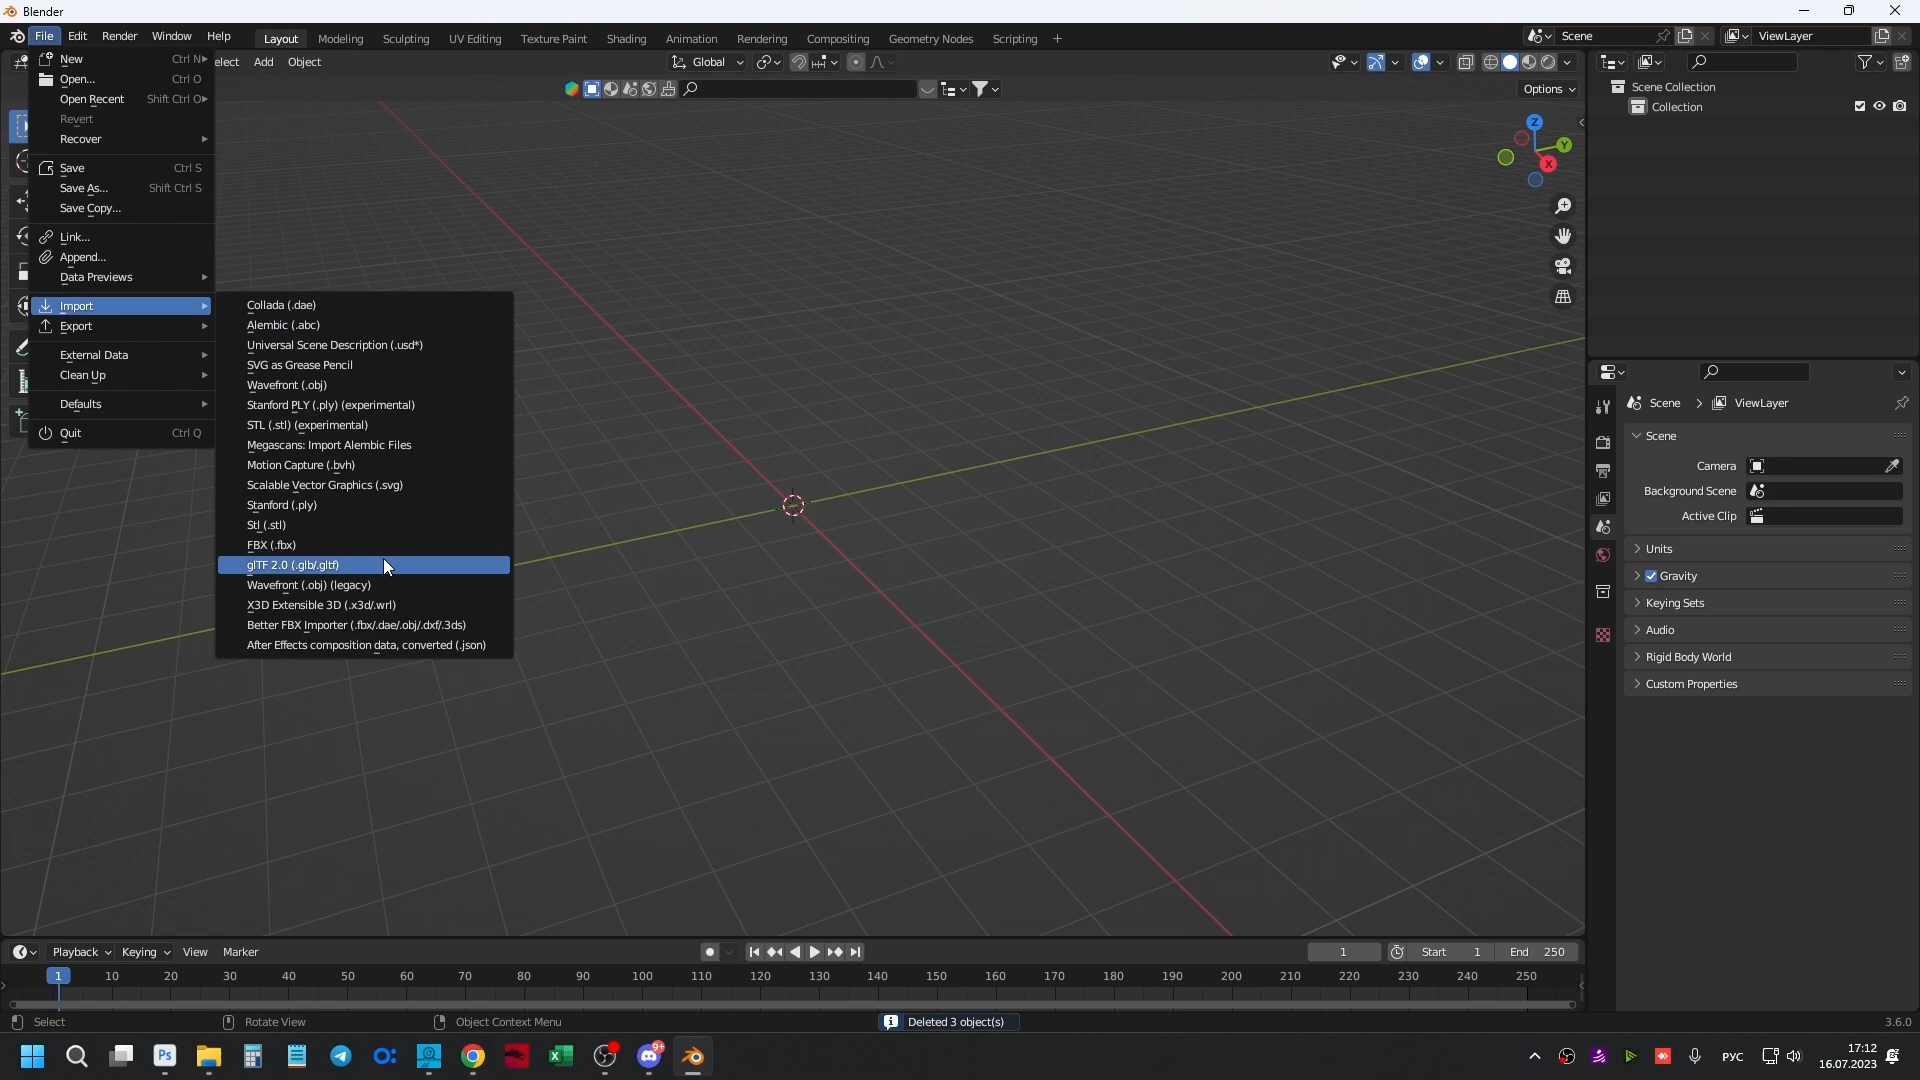 Blender
File Edit Render Window Help Layout Modeling Sculpting UV Editing Texture Paint Shading Animation Rendering Compositing Geometry Nodes Scripting + Scene ViewLayer
elect Add Object Global
Options
New Ctrl N
Open... Ctrl O
Open Recent Shift Ctrl O
Revert
Recover
Save Ctrl S
Save As... Shift Ctrl S
Save Copy...
Link...
Append...
Data Previews
Import
Export
External Data
Clean Up
Defaults
Quit Ctrl Q
Collada (.dae)
Alembic (.abc)
Universal Scene Description (.usd*)
SVG as Grease Pencil
Wavefront (.obj)
Stanford PLY (.ply) (experimental)
STL (.stl) (experimental)
Megascans: Import Alembic Files
Motion Capture (.bvh)
Scalable Vector Graphics (.svg)
Stanford (.ply)
Stl (.stl)
FBX (.fbx)
glTF 2.0 (.glb/.gltf)
Wavefront (.obj) (legacy)
X3D Extensible 3D (.x3d/.wrl)
Better FBX Importer (.fbx/.dae/.obj/.dxf/.3ds)
After Effects composition data, converted (.json)
Z
Y
X
Scene Collection
Collection
Scene ViewLayer
Scene
Camera
Background Scene
Active Clip
Units
Gravity
Keying Sets
Audio
Rigid Body World
Custom Properties
Playback Keying View Marker 1 Start 1 End 250
1 10 20 30 40 50 60 70 80 90 100 110 120 130 140 150 160 170 180 190 200 210 220 230 240 250
Select Rotate View Object Context Menu Deleted 3 object(s) 3.6.0
Ps 9+ РУС 17:12
16.07.2023